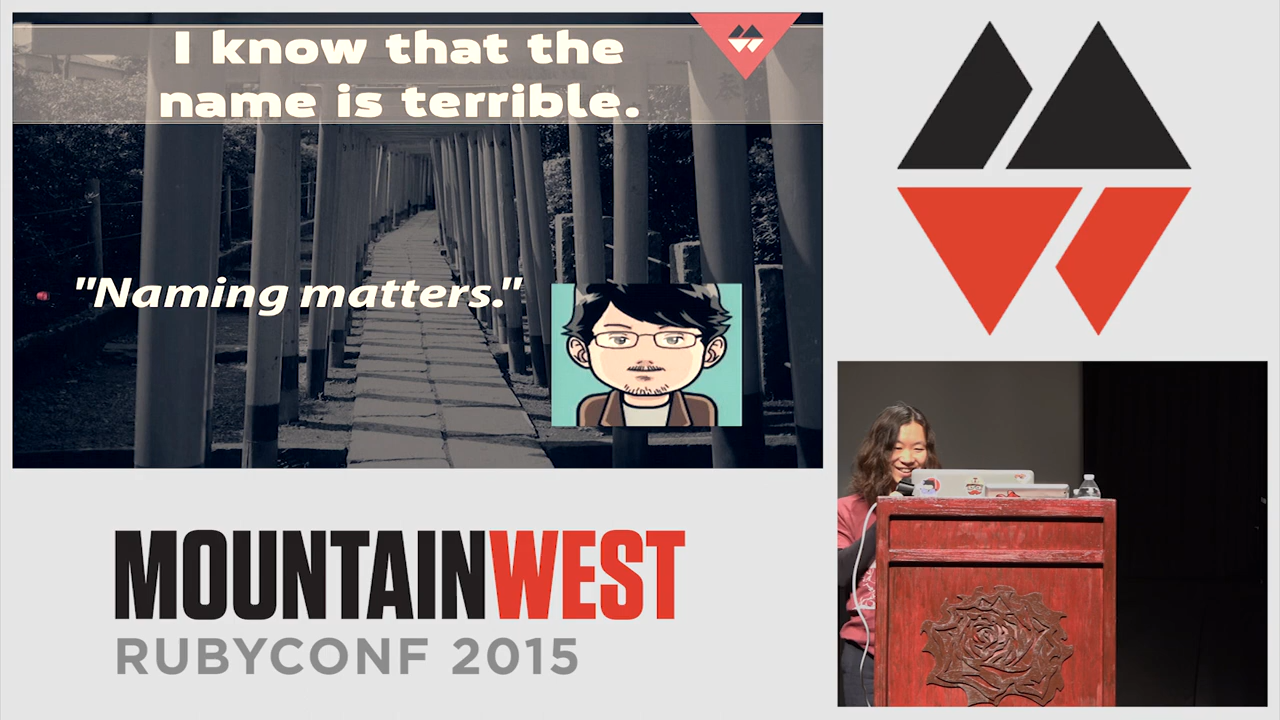 I know that the
name is terrible.
"Naming matters."
MOUNTAINWEST
RUBYCONF 2015